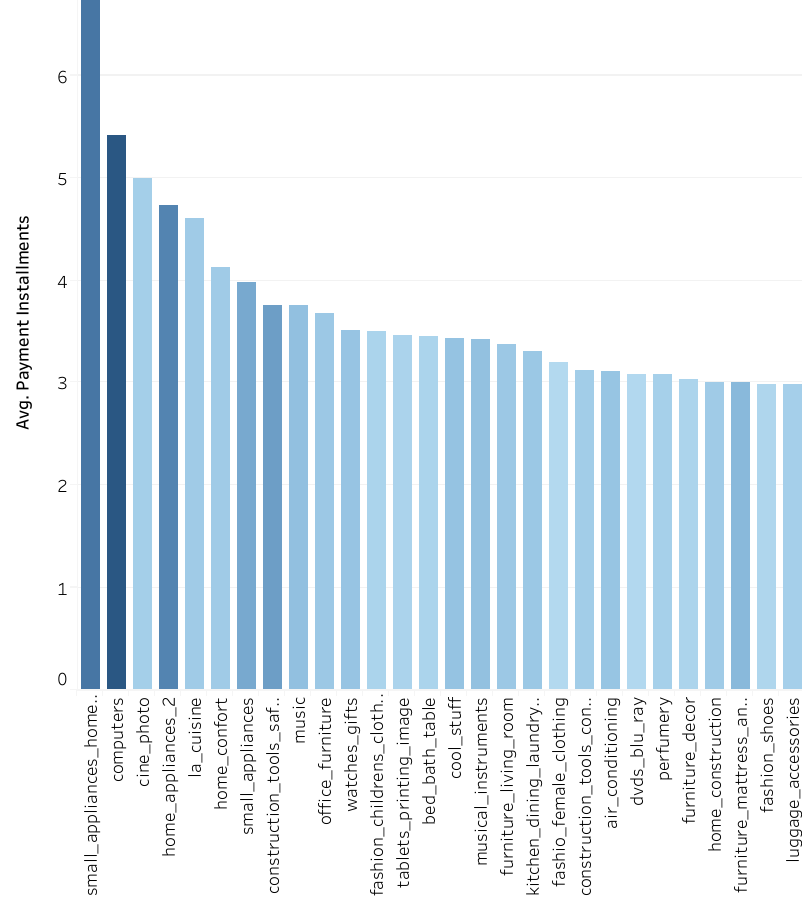 6
5
4
3
2
1
0
Avg. Payment Installments
small_appliances_home..
computers
cine_photo
home_appliances_2
la_cuisine
home_confort
small_appliances
construction_tools_saf..
music
office_furniture
watches_gifts
fashion_childrens_cloth..
tablets_printing_image
bed_bath_table
cool_stuff
musical_instruments
furniture_living_room
kitchen_dining_laundry..
fashio_female_clothing
construction_tools_con..
air_conditioning
dvds_blu_ray
perfumery
furniture_decor
home_construction
furniture_mattress_an..
fashion_shoes
luggage_accessories